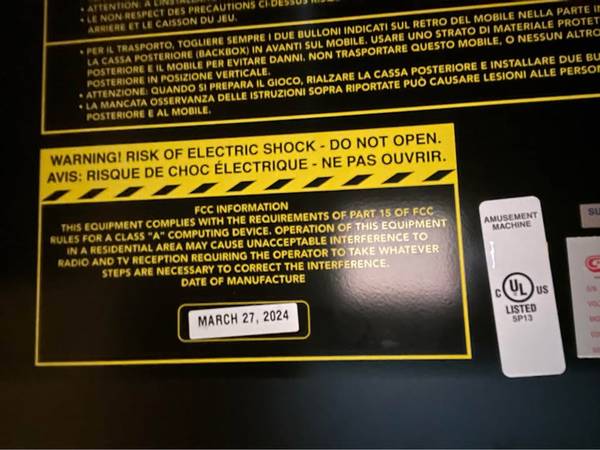 ATTENTION: A L'INSTALL
• LE NON-RESPECT DES PRÉCAUTIONS CI-DESSUS
ARRIERE ET LE CAISSON DU JEU.
• PER IL TRASPORTO, TOGLIERE SEMPRE I DUE BULLONI INDICATI SUL RETRO DEL MOBILE NELLA PARTE
LA CASSA POSTERIORE (BACKBOX) IN AVANTI SUL MOBILE. USARE UNO STRATO DI MATERIALE
POSTERIORE E IL MOBILE PER EVITARE DANNI. NON TRASPORTARE QUESTO MOBILE, O NESSUN ALTRO
POSTERIORE IN POSIZIONE VERTICALE.
• ATTENZIONE: QUANDO SI PREPARA IL GIOCO, RIALZARE LA CASSA POSTERIORE E INSTALLARE DUE
• LA MANCATA OSSERVANZA DELLE ISTRUZIONI SOPRA RIPORTATE PUÒ CAUSARE LESIONI ALLE
POSTERIORE E AL MOBILE.
WARNING! RISK OF ELECTRIC SHOCK - DO NOT OPEN.
AVIS: RISQUE DE CHOC ÉLECTRIQUE - NE PAS OUVRIR.
FCC INFORMATION
THIS EQUIPMENT COMPLIES WITH THE REQUIREMENTS OF PART 15 OF FCC
RULES FOR A CLASS "A" COMPUTING DEVICE. OPERATION OF THIS EQUIPMENT
IN A RESIDENTIAL AREA MAY CAUSE UNACCEPTABLE INTERFERENCE TO
RADIO AND TV RECEPTION REQUIRING THE OPERATOR TO TAKE WHATEVER
STEPS ARE NECESSARY TO CORRECT THE INTERFERENCE.
DATE OF MANUFACTURE
MARCH 27, 2024
AMUSEMENT
MACHINE
C UL US
LISTED
5P13